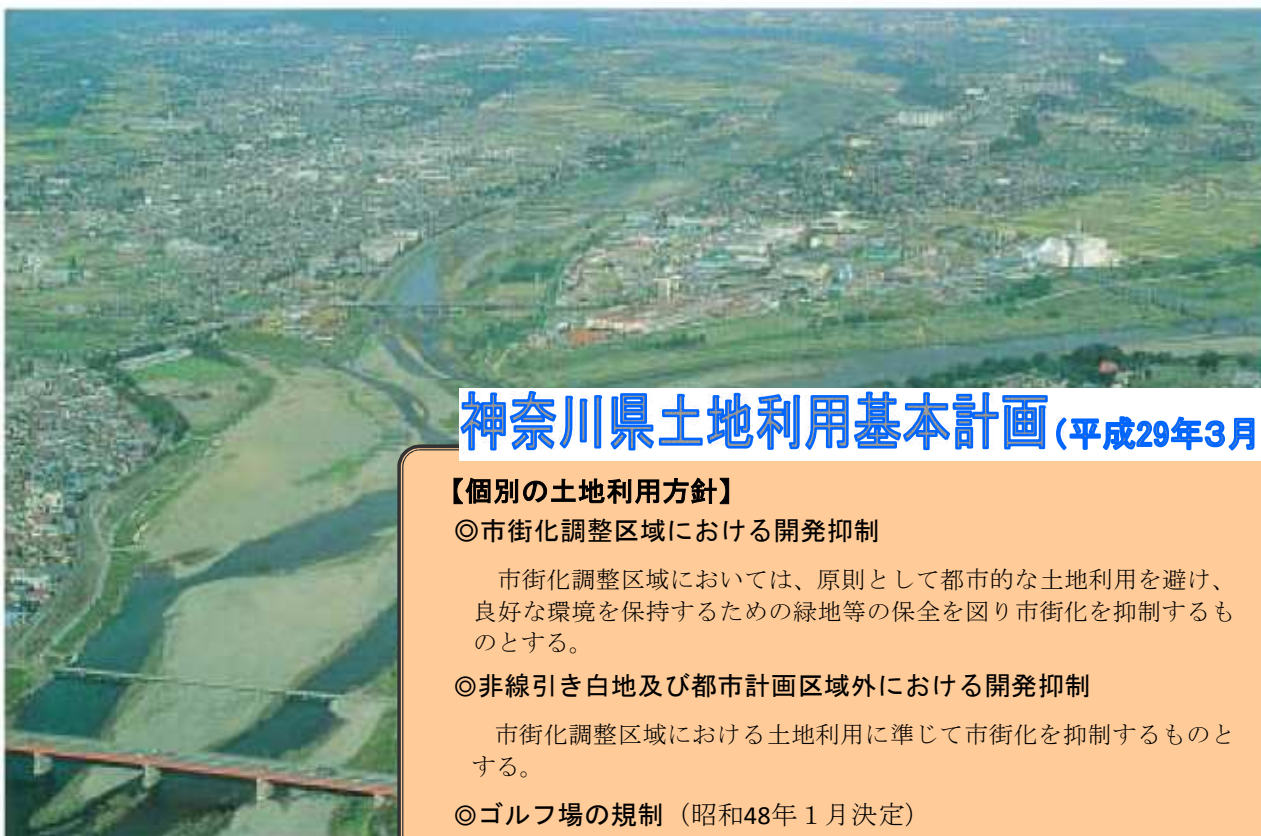 神奈川県土地利用基本計画(平成29年3月
【個別の土地利用方針】
◎市街化調整区域における開発抑制
市街化調整区域においては、原則として都市的な土地利用を避け、
良好な環境を保持するための緑地等の保全を図り市街化を抑制するも
のとする。
◎非線引き白地及び都市計画区域外における開発抑制
市街化調整区域における土地利用に準じて市街化を抑制するものと
する。
◎ゴルフ場の規制（昭和48年１月決定）